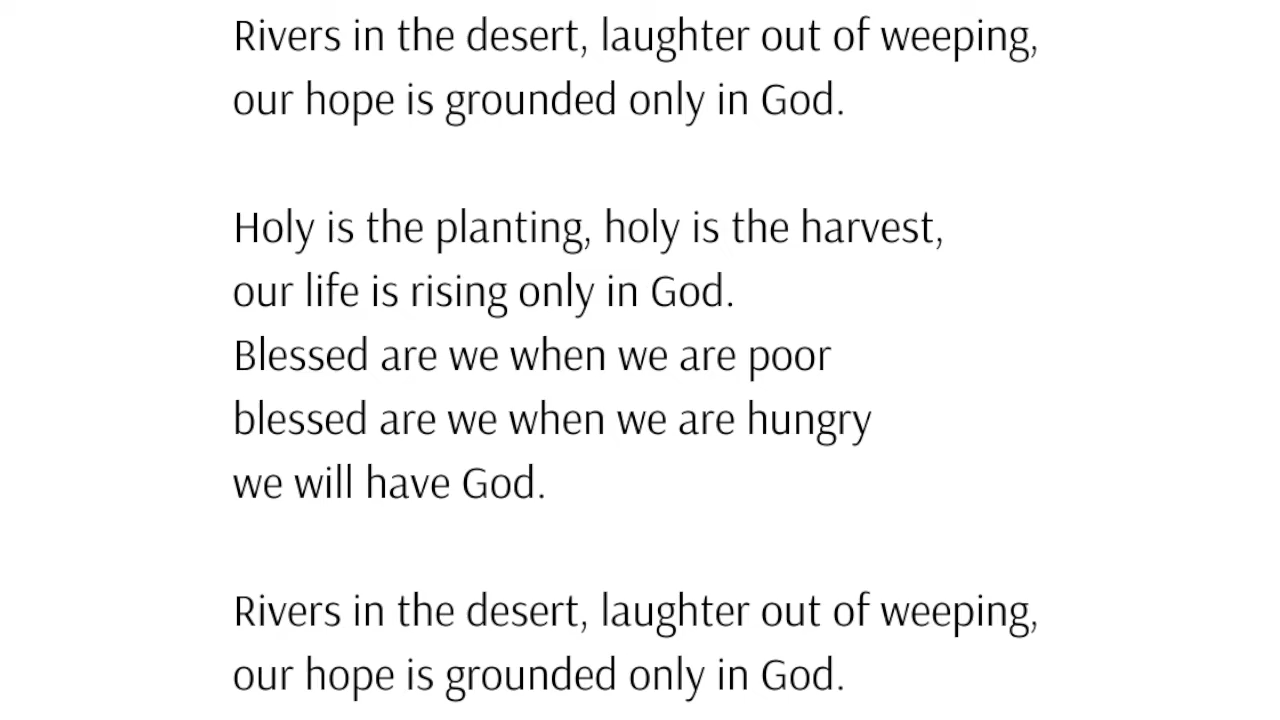 Rivers in the desert, laughter out of weeping,
our hope is grounded only in God.
Holy is the planting, holy is the harvest,
our life is rising only in God.
Blessed are we when we are poor
blessed are we when we are hungry
we will have God.
Rivers in the desert, laughter out of weeping,
our hope is grounded only in God.